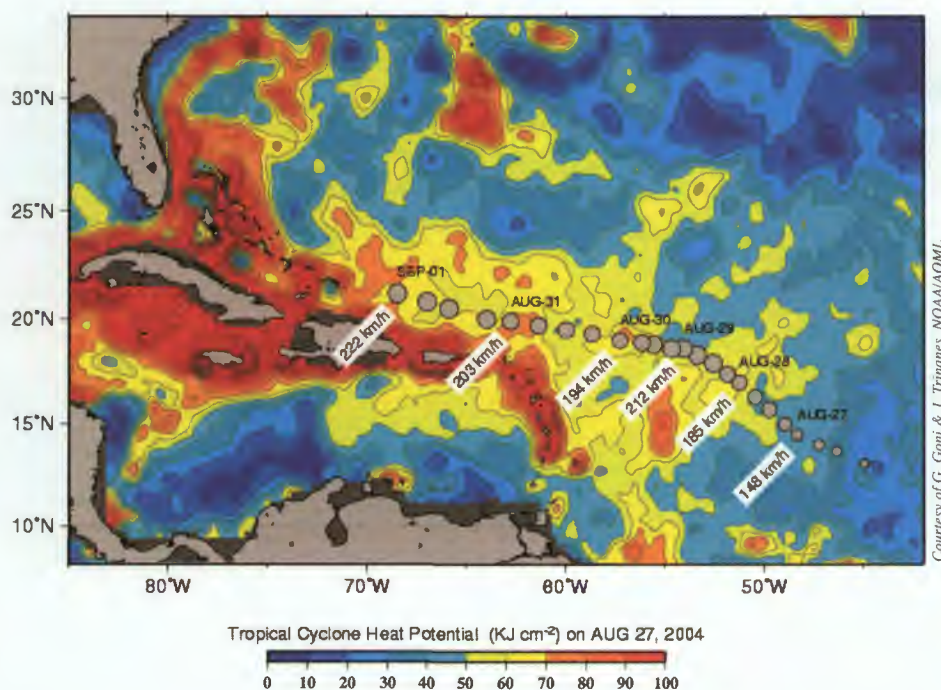 30°N
25°N
20°N
15°N
10°N
80°W
70°W
60°W
50°W
SEP-01
AUG-31
AUG-30
AUG-29
AUG-28
AUG-27
222 km/h
203 km/h
194 km/h
212 km/h
185 km/h
148 km/h
Courtesy of G. Goni & J. Trinanes, NOAA/AOML
Tropical Cyclone Heat Potential (KJ cm-2) on AUG 27, 2004
0 10 20 30 40 50 60 70 80 90 100